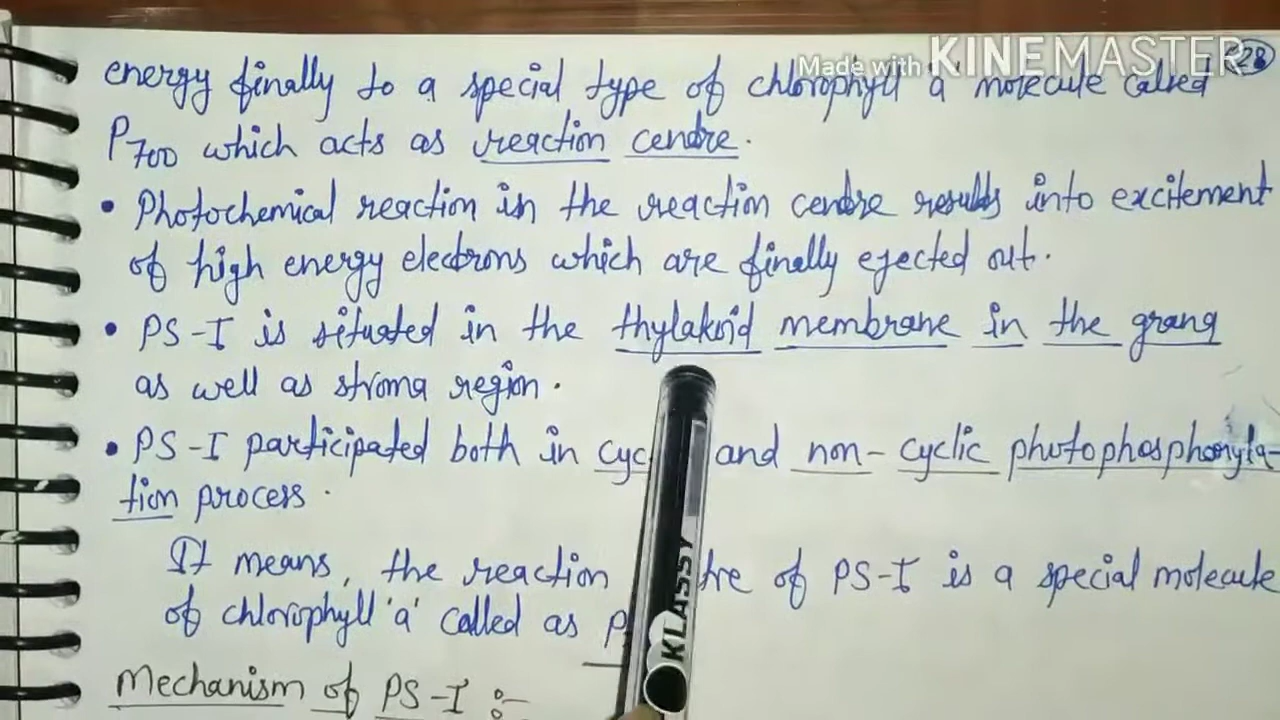 Made with KINEMASTER
28
energy finally to a special type of chlorophyll 'a' molecule called
P700 which acts as reaction centre.
• Photochemical reaction in the reaction centre results into excitement
of high energy electrons which are finally ejected out.
• PS-I is situated in the thylakoid membrane in the grana
as well as stroma region.
• PS-I participated both in cyc and non-cyclic photophosphoryla-
tion process.
It means, the reaction tre of PS-I is a special molecule
of chlorophyll 'a' called as P
Mechanism of PS-I :-
KLASSY